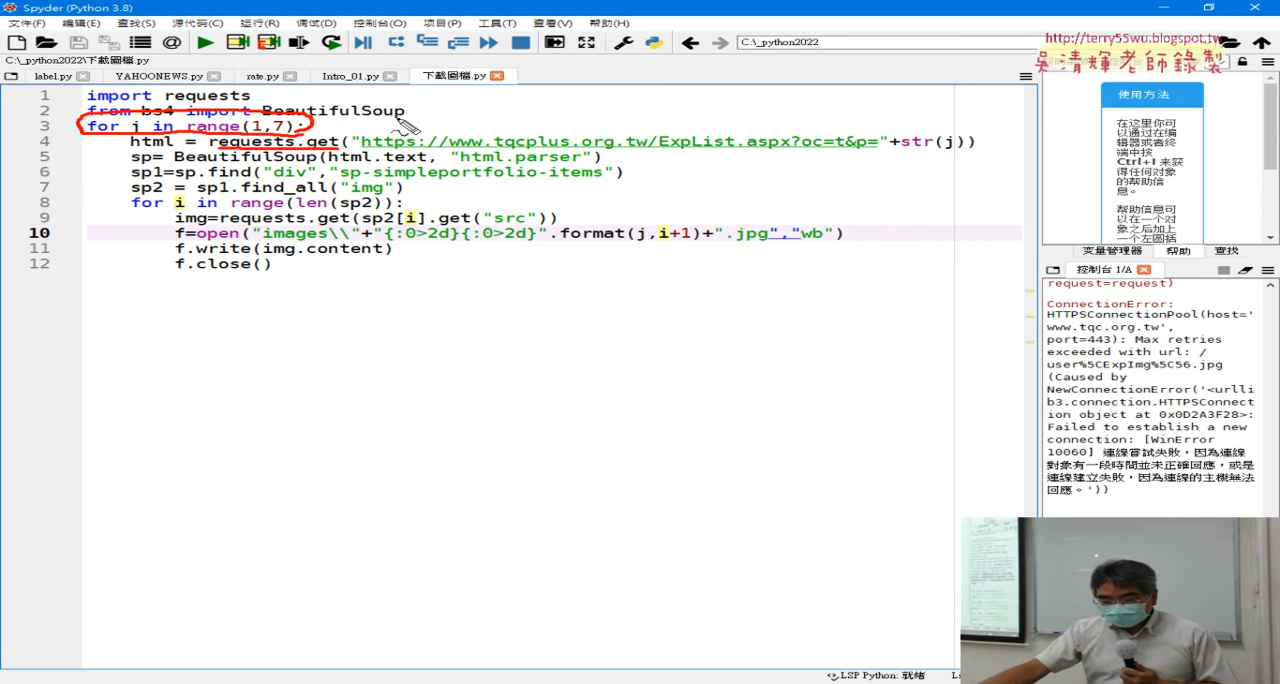 Spyder (Python 3.8)
文件(F) 编辑(E) 查找(S) 源代码(C) 运行(R) 调试(D) 控制台(O) 项目(P) 工具(T) 查看(V) 帮助(H)
C:\_python2022
http://terry55wu.blogspot.tw
吳清輝老師錄製
C:\_python2022\下載圖檔.py
label.py YAHOONEWS.py rate.py Intro_01.py 下載圖檔.py
1 import requests
2 from bs4 import BeautifulSoup
3 for j in range(1,7):
4 html = requests.get("https://www.tqcplus.org.tw/ExpList.aspx?oc=t&p="+str(j))
5 sp= BeautifulSoup(html.text, "html.parser")
6 sp1=sp.find("div","sp-simpleportfolio-items")
7 sp2 = sp1.find_all("img")
8 for i in range(len(sp2)):
9 img=requests.get(sp2[i].get("src"))
10 f=open("images\\"+"{:0>2d}{:0>2d}".format(j,i+1)+".jpg","wb")
11 f.write(img.content)
12 f.close()
使用方法
在这里你可
以通过在编
辑器或者终
端中按
Ctrl+I 来获
得任何对象
的帮助信
息。
帮助信息可
以在一个对
象之后加上
一个左圆括
变量管理器 帮助 查找
控制台 1/A
request=request)
ConnectionError:
HTTPSConnectionPool(host='
www.tqc.org.tw',
port=443): Max retries
exceeded with url: /
user%5CExpImg%5C56.jpg
(Caused by
NewConnectionError('<urlli
b3.connection.HTTPSConnect
ion object at 0x0D2A3F28>:
Failed to establish a new
connection: [WinError
10060] 連線嘗試失敗，因為連線
對象有一段時間並未正確回應，或是
連線建立失敗，因為連線的主機無法
回應。'))
LSP Python: 就绪